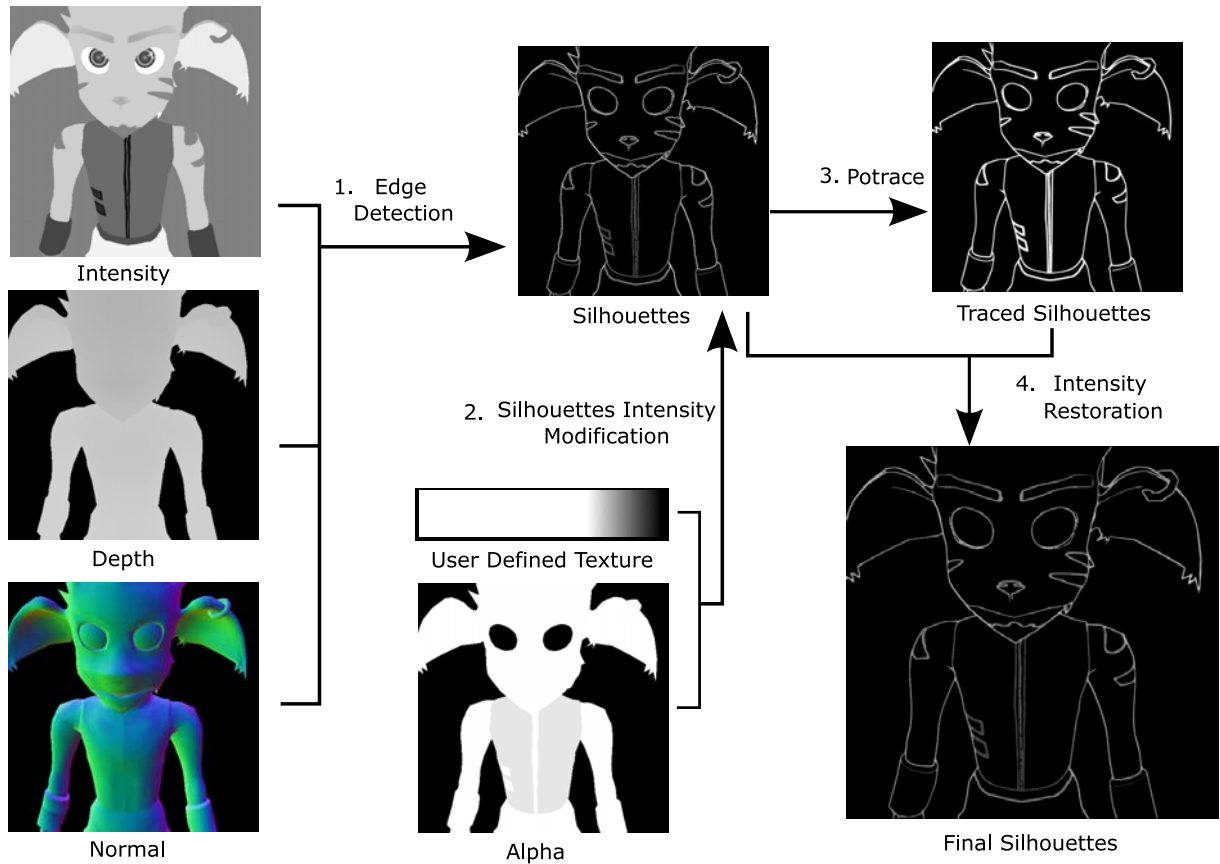 Intensity
Depth
Normal
1. Edge
Detection
Silhouettes
2. Silhouettes Intensity
Modification
User Defined Texture
Alpha
3. Potrace
Traced Silhouettes
4. Intensity
Restoration
Final Silhouettes